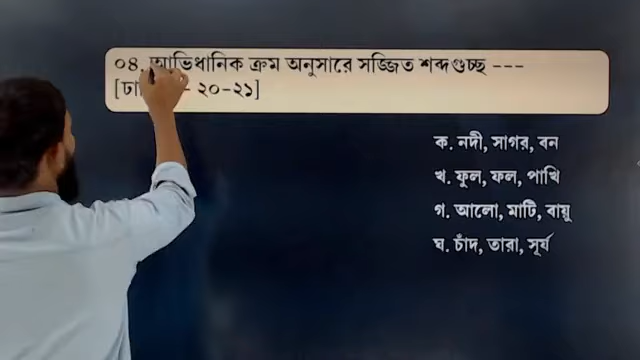 ০৪. আভিধানিক ক্রম অনুসারে সজ্জিত শব্দগুচ্ছ ---
[ঢা - ২০-২১]
ক. নদী, সাগর, বন
খ. ফুল, ফল, পাখি
গ. আলো, মাটি, বায়ু
ঘ. চাঁদ, তারা, সূর্য